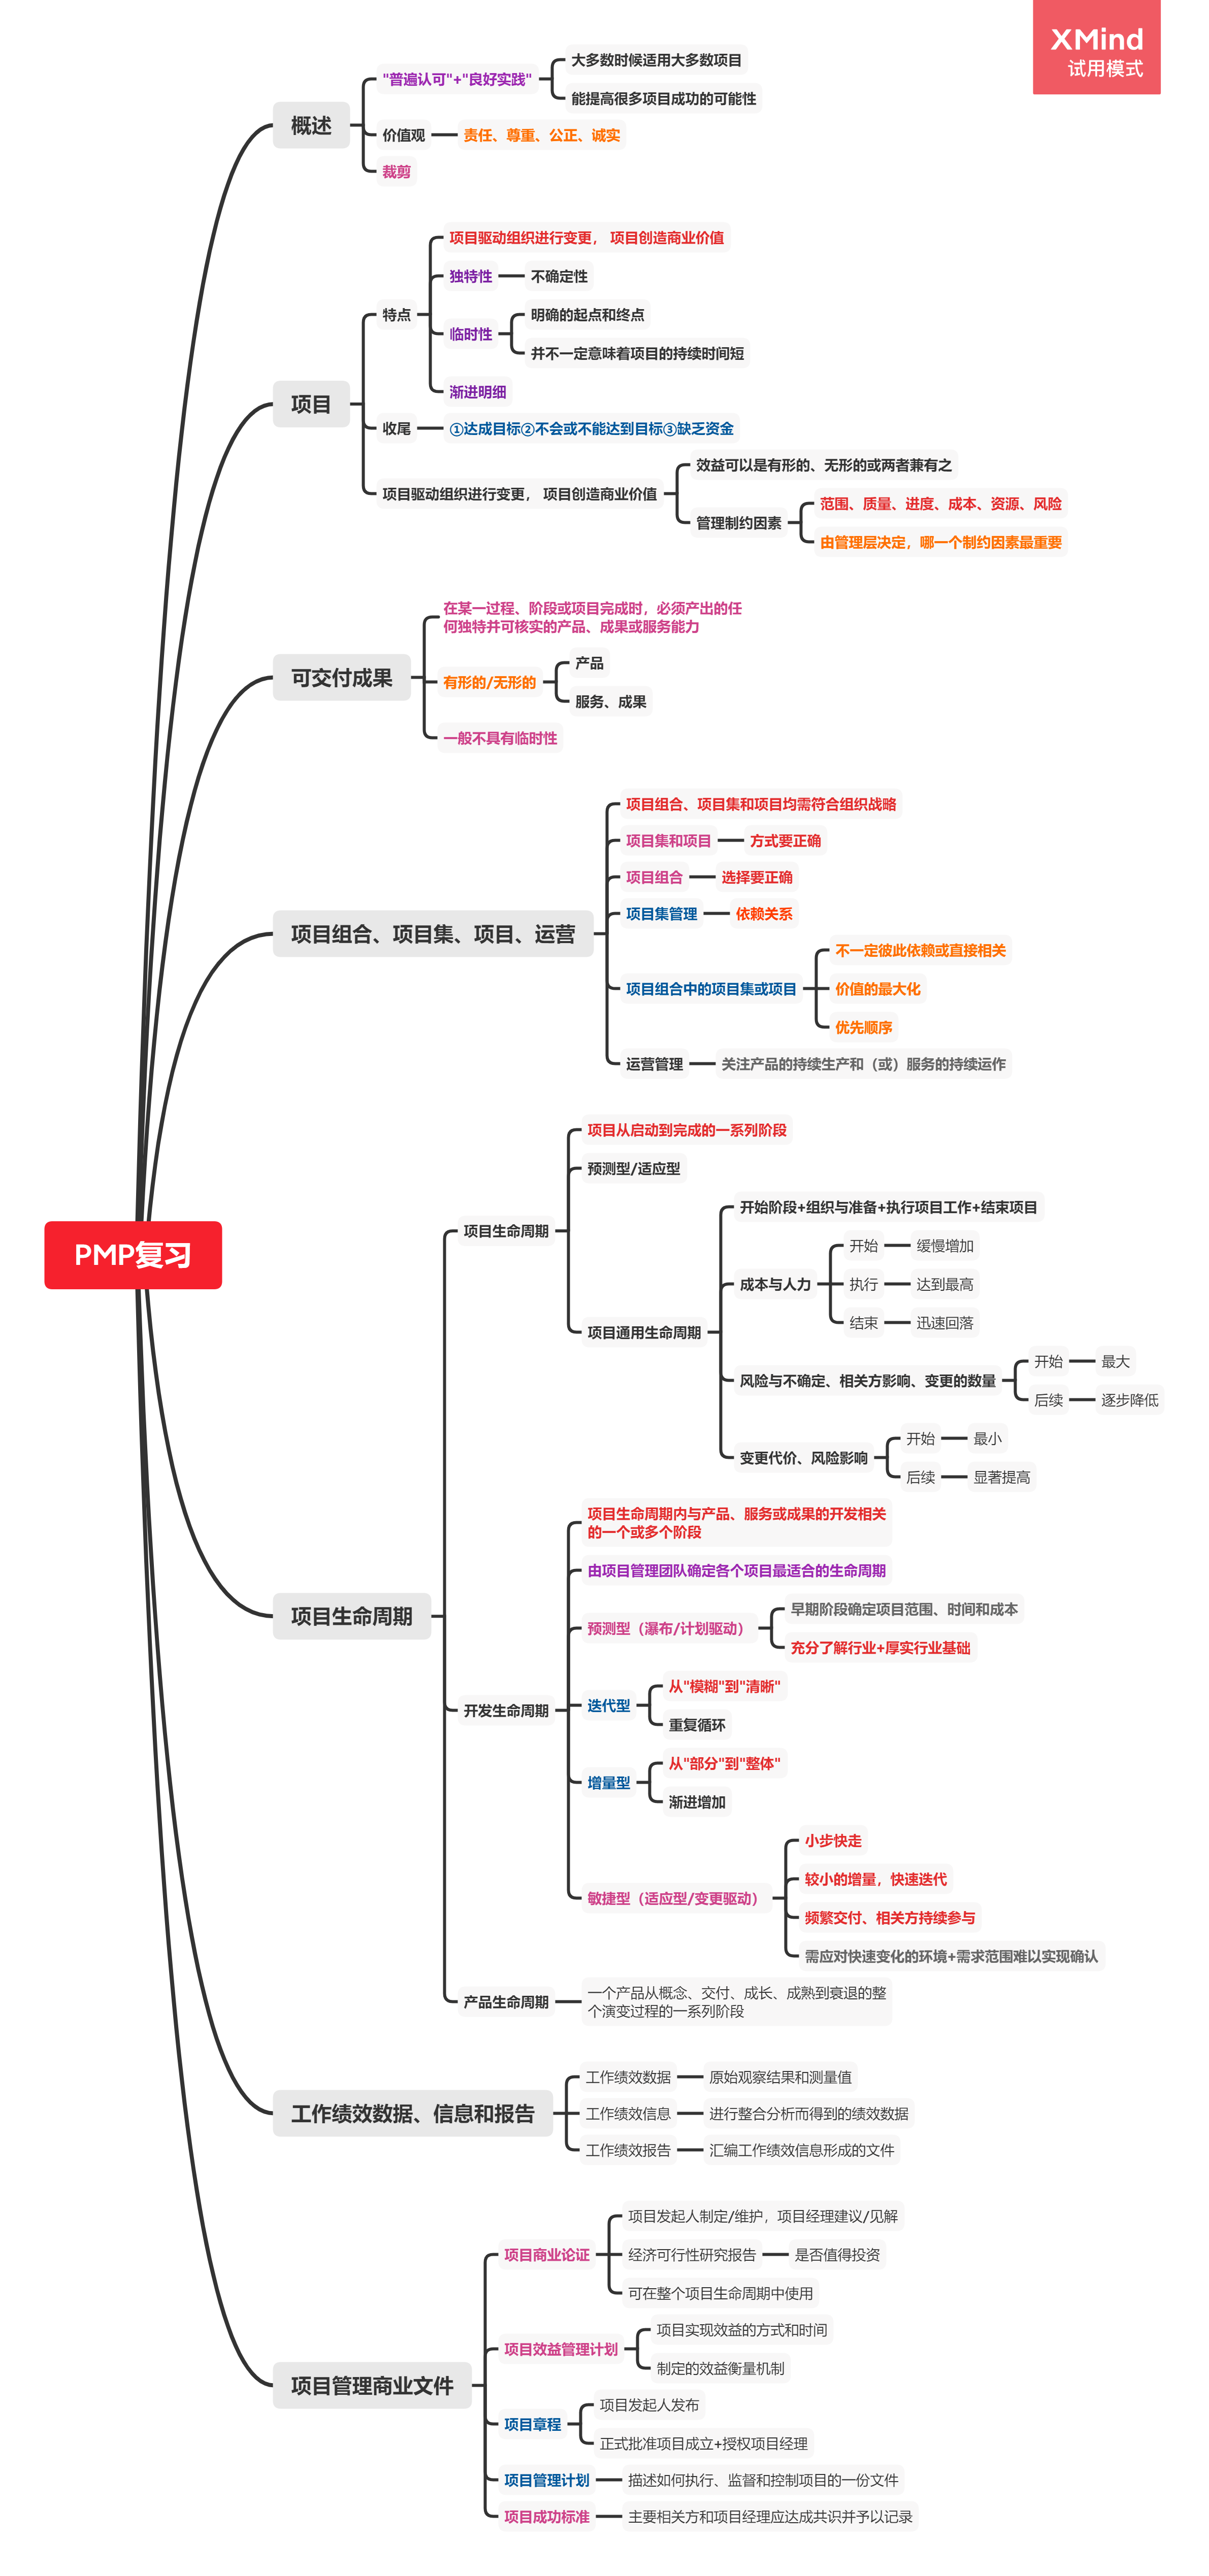 XMind
试用模式
PMP复习
概述
"普遍认可"+"良好实践"
大多数时候适用大多数项目
能提高很多项目成功的可能性
价值观
责任、尊重、公正、诚实
裁剪
项目
特点
项目驱动组织进行变更， 项目创造商业价值
独特性
不确定性
临时性
明确的起点和终点
并不一定意味着项目的持续时间短
渐进明细
收尾
①达成目标②不会或不能达到目标③缺乏资金
项目驱动组织进行变更， 项目创造商业价值
效益可以是有形的、无形的或两者兼有之
管理制约因素
范围、质量、进度、成本、资源、风险
由管理层决定，哪一个制约因素最重要
可交付成果
在某一过程、阶段或项目完成时，必须产出的任
何独特并可核实的产品、成果或服务能力
有形的/无形的
产品
服务、成果
一般不具有临时性
项目组合、项目集、项目、运营
项目组合、项目集和项目均需符合组织战略
项目集和项目
方式要正确
项目组合
选择要正确
项目集管理
依赖关系
项目组合中的项目集或项目
不一定彼此依赖或直接相关
价值的最大化
优先顺序
运营管理
关注产品的持续生产和（或）服务的持续运作
项目生命周期
项目生命周期
项目从启动到完成的一系列阶段
预测型/适应型
项目通用生命周期
开始阶段+组织与准备+执行项目工作+结束项目
成本与人力
开始
缓慢增加
执行
达到最高
结束
迅速回落
风险与不确定、相关方影响、变更的数量
开始
最大
后续
逐步降低
变更代价、风险影响
开始
最小
后续
显著提高
开发生命周期
项目生命周期内与产品、服务或成果的开发相关
的一个或多个阶段
由项目管理团队确定各个项目最适合的生命周期
预测型（瀑布/计划驱动）
早期阶段确定项目范围、时间和成本
充分了解行业+厚实行业基础
迭代型
从"模糊"到"清晰"
重复循环
增量型
从"部分"到"整体"
渐进增加
敏捷型（适应型/变更驱动）
小步快走
较小的增量，快速迭代
频繁交付、相关方持续参与
需应对快速变化的环境+需求范围难以实现确认
产品生命周期
一个产品从概念、交付、成长、成熟到衰退的整
个演变过程的一系列阶段
工作绩效数据、信息和报告
工作绩效数据
原始观察结果和测量值
工作绩效信息
进行整合分析而得到的绩效数据
工作绩效报告
汇编工作绩效信息形成的文件
项目管理商业文件
项目商业论证
项目发起人制定/维护，项目经理建议/见解
经济可行性研究报告
是否值得投资
可在整个项目生命周期中使用
项目效益管理计划
项目实现效益的方式和时间
制定的效益衡量机制
项目章程
项目发起人发布
正式批准项目成立+授权项目经理
项目管理计划
描述如何执行、监督和控制项目的一份文件
项目成功标准
主要相关方和项目经理应达成共识并予以记录